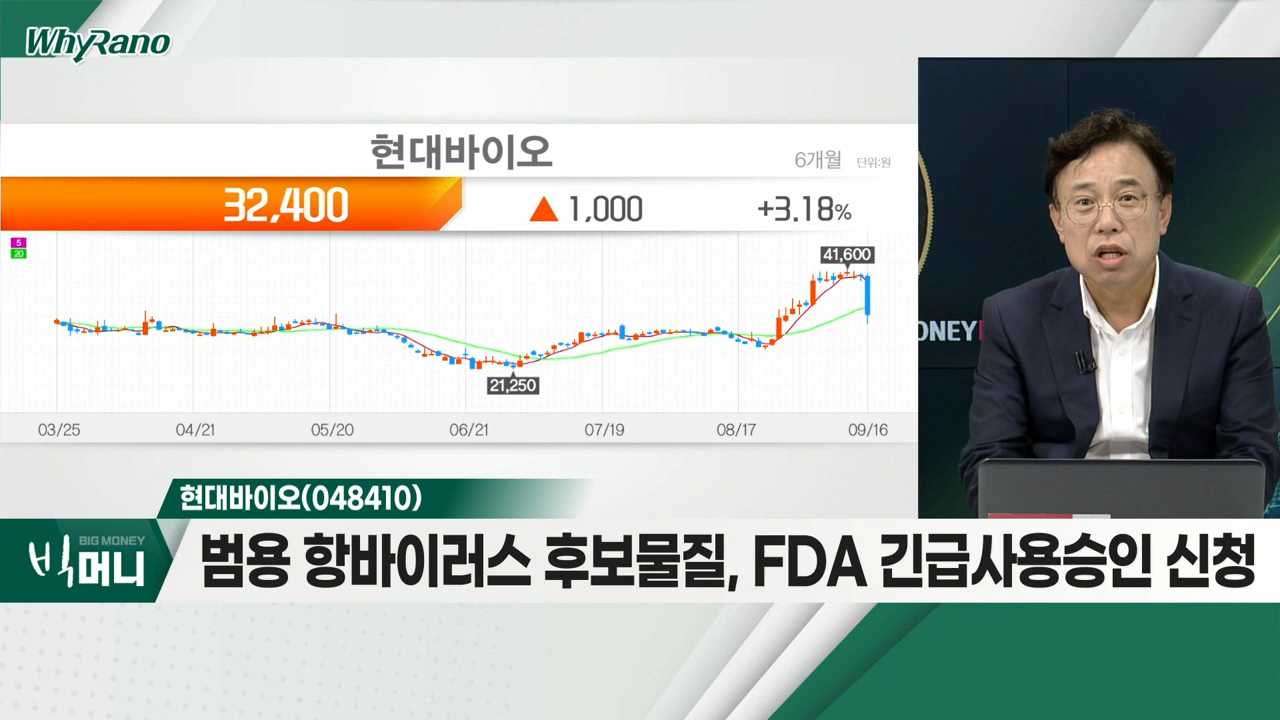 WhyRano
현대바이오
6개월 단위:원
32,400 ▲ 1,000 +3.18%
5
20
41,600
21,250
03/25 04/21 05/20 06/21 07/19 08/17 09/16
ONEY
현대바이오(048410)
BIG MONEY
빅머니
범용 항바이러스 후보물질, FDA 긴급사용승인 신청